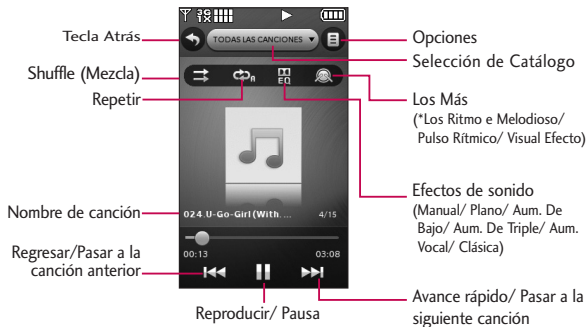 3G
1X
Tecla Atrás
TODAS LAS CANCIONES
Opciones
Selección de Catálogo
Shuffle (Mezcla)
Repetir
A
EQ
Los Más
(*Los Ritmo e Melodioso/
Pulso Rítmico/ Visual Efecto)
Nombre de canción
024.U-Go-Girl(With....
4/15
Efectos de sonido
(Manual/ Plano/ Aum. De
Bajo/ Aum. De Triple/ Aum.
Vocal/ Clásica)
Regresar/Pasar a la
canción anterior
00:13
03:08
Reproducir/ Pausa
Avance rápido/ Pasar a la
siguiente canción